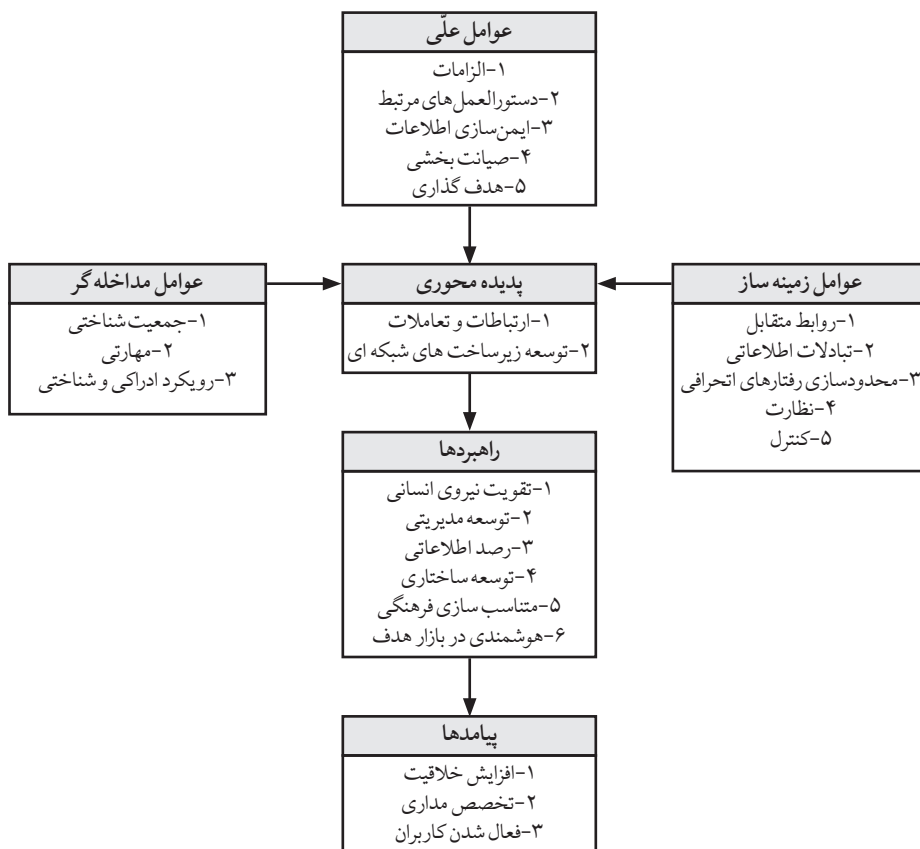 عوامل علّی
۱-الزامات
۲-دستورالعمل‌های مرتبط
۳-ایمن‌سازی اطلاعات
۴-صیانت بخشی
۵-هدف گذاری
عوامل زمینه ساز
۱-روابط متقابل
۲-تبادلات اطلاعاتی
۳-محدودسازی رفتارهای انحرافی
۴-نظارت
۵-کنترل
پدیده محوری
۱-ارتباطات و تعاملات
۲-توسعه زیرساخت های شبکه ای
عوامل مداخله گر
۱-جمعیت شناختی
۲-مهارتی
۳-رویکرد ادراکی و شناختی
راهبردها
۱-تقویت نیروی انسانی
۲-توسعه مدیریتی
۳-رصد اطلاعاتی
۴-توسعه ساختاری
۵-متناسب سازی فرهنگی
۶-هوشمندی در بازار هدف
پیامدها
۱-افزایش خلاقیت
۲-تخصص مداری
۳-فعال شدن کاربران